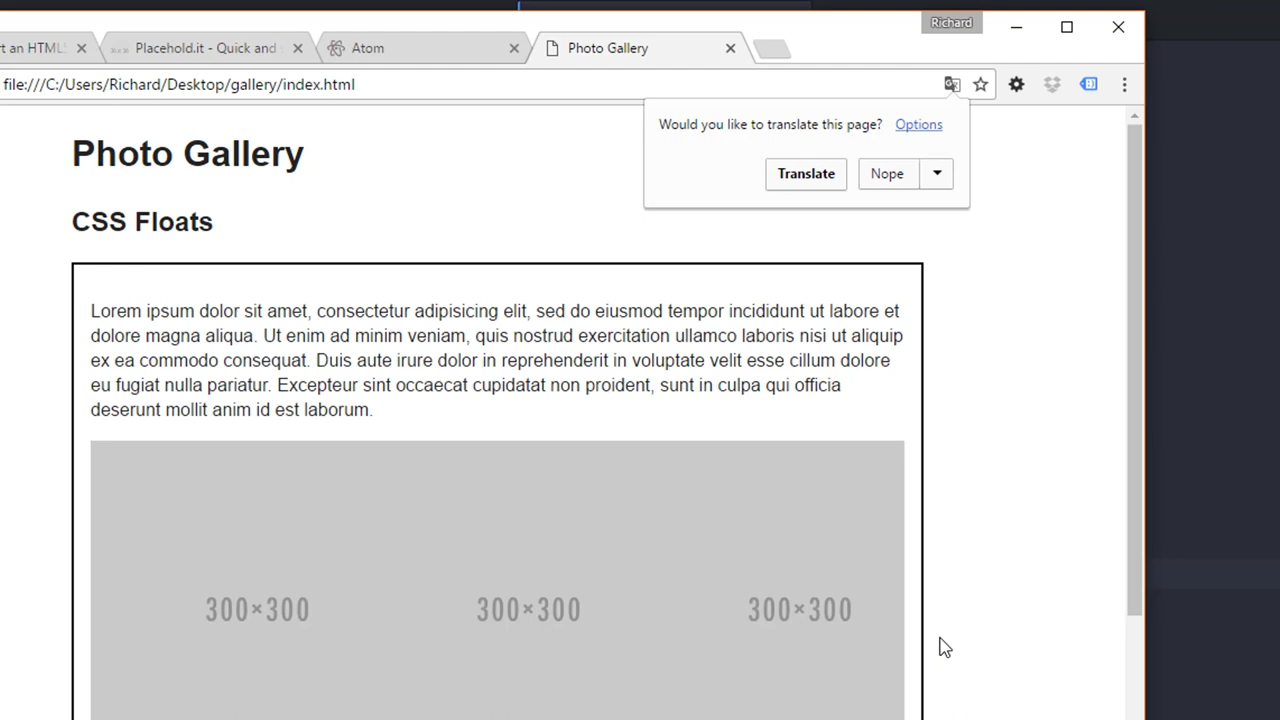 Richard
rt an HTML5
Placehold.it - Quick and s
Atom
Photo Gallery
file:///C:/Users/Richard/Desktop/gallery/index.html
Would you like to translate this page? Options
Translate
Nope
Photo Gallery
CSS Floats
Lorem ipsum dolor sit amet, consectetur adipisicing elit, sed do eiusmod tempor incididunt ut labore et
dolore magna aliqua. Ut enim ad minim veniam, quis nostrud exercitation ullamco laboris nisi ut aliquip
ex ea commodo consequat. Duis aute irure dolor in reprehenderit in voluptate velit esse cillum dolore
eu fugiat nulla pariatur. Excepteur sint occaecat cupidatat non proident, sunt in culpa qui officia
deserunt mollit anim id est laborum.
300×300 300×300 300×300